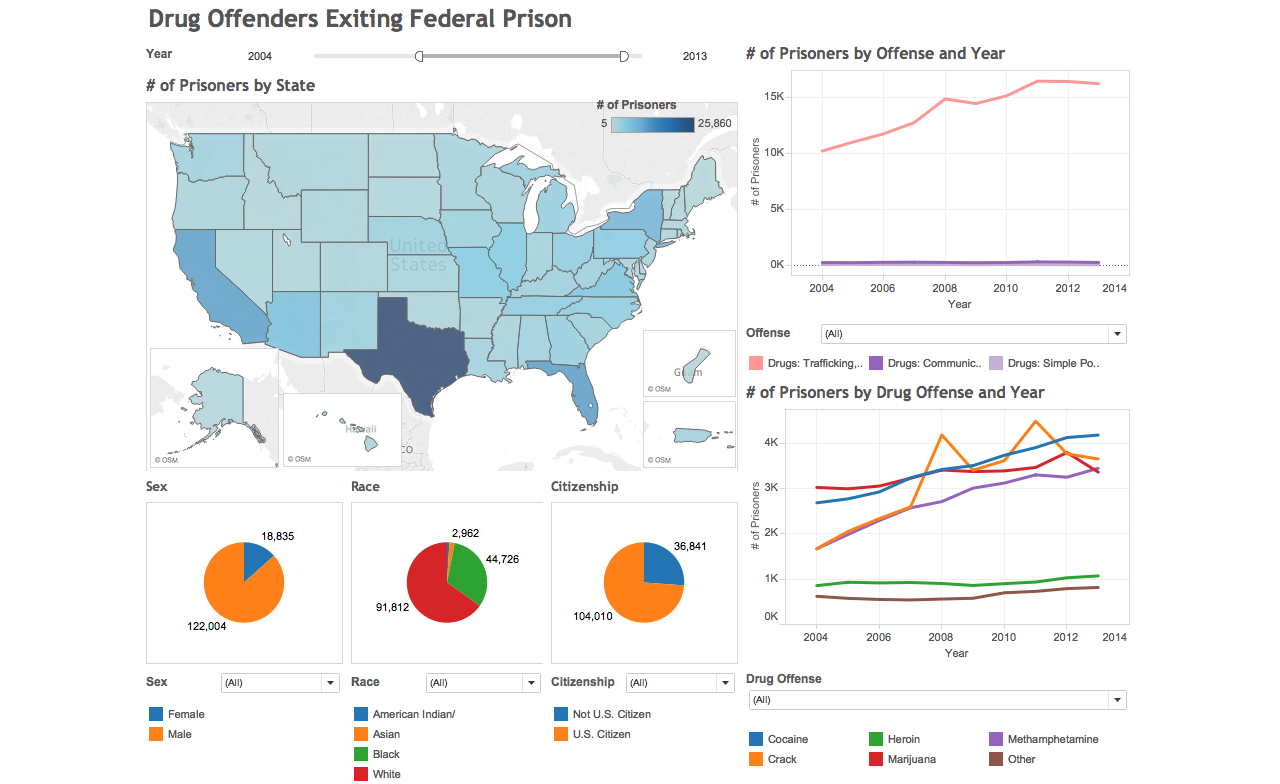 Drug Offenders Exiting Federal Prison
Year
2004
2013
# of Prisoners by State
# of Prisoners
5
25,860
United
States
Guam
© OSM
Hawaii
© OSM
© OSM
© OSM
co
Sex
18,835
122,004
Race
2,962
44,726
91,812
Citizenship
36,841
104,010
Sex
(All)
Female
Male
Race
(All)
American Indian/
Asian
Black
White
Citizenship
(All)
Not U.S. Citizen
U.S. Citizen
# of Prisoners by Offense and Year
# of Prisoners
15K
10K
5K
0K
2004
2006
2008
2010
2012
2014
Year
Offense
(All)
Drugs: Trafficking,..
Drugs: Communic..
Drugs: Simple Po..
# of Prisoners by Drug Offense and Year
# of Prisoners
4K
3K
2K
1K
0K
2004
2006
2008
2010
2012
2014
Year
Drug Offense
(All)
Cocaine
Heroin
Methamphetamine
Crack
Marijuana
Other